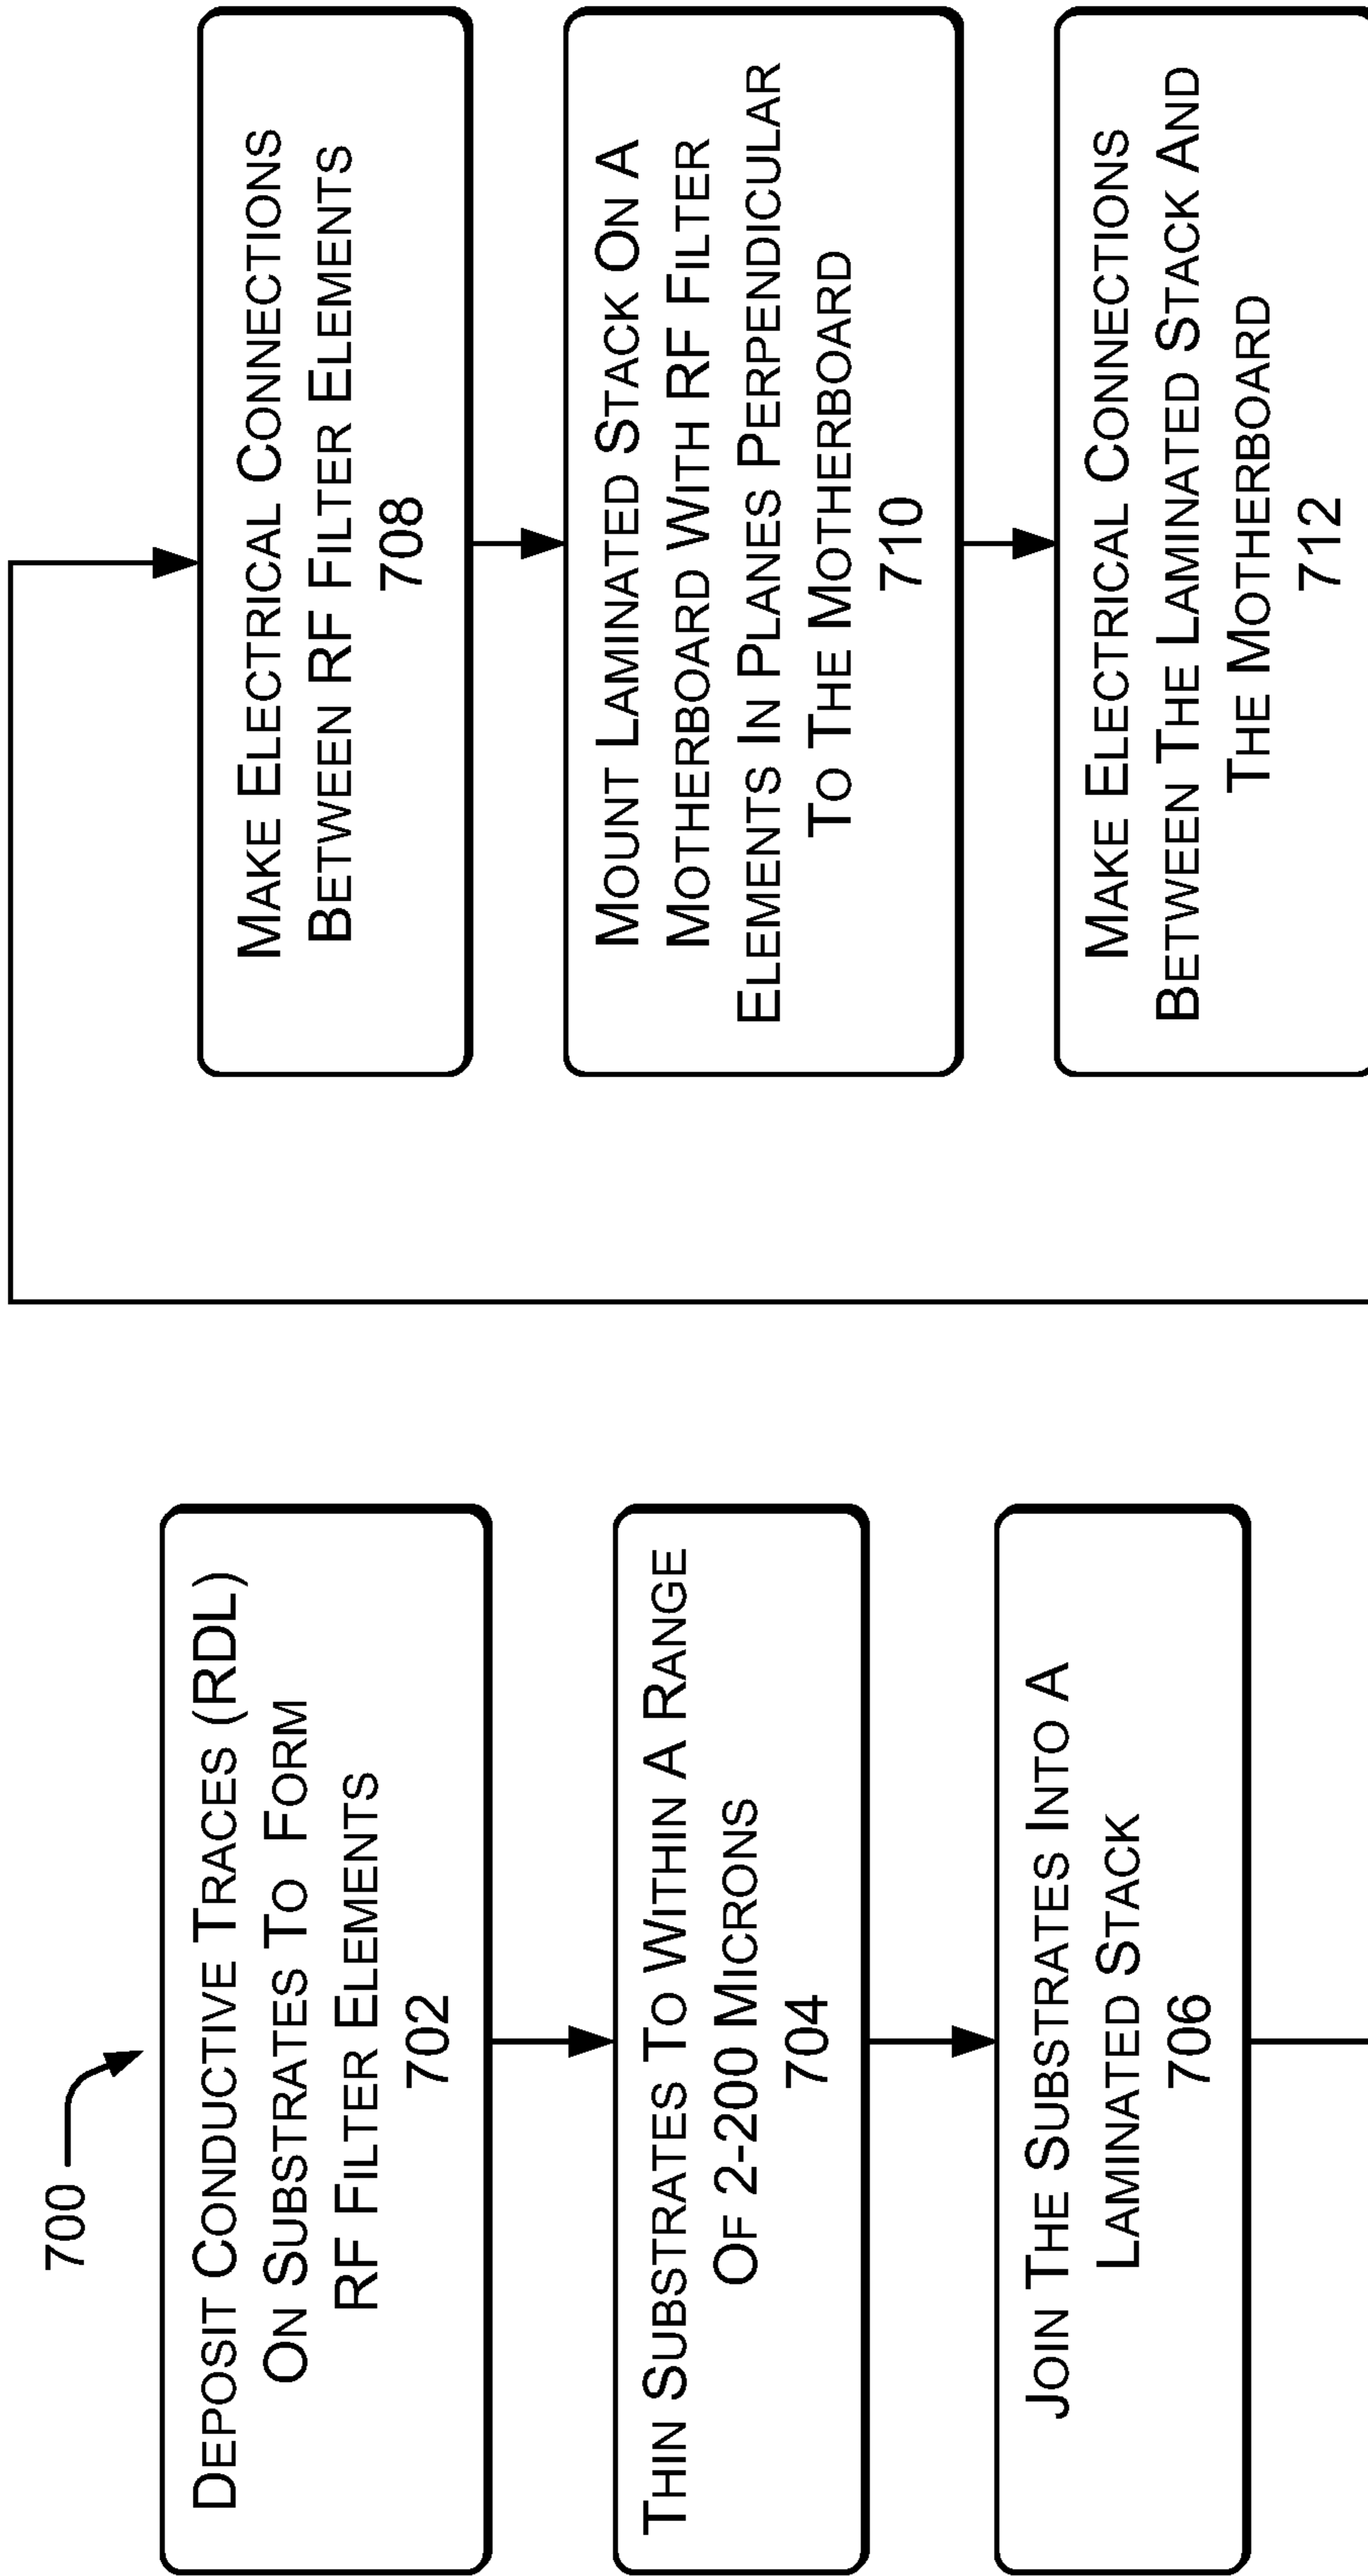 700
DEPOSIT CONDUCTIVE TRACES (RDL)
ON SUBSTRATES TO FORM
RF FILTER ELEMENTS
702
THIN SUBSTRATES TO WITHIN A RANGE
OF 2-200 MICRONS
704
JOIN THE SUBSTRATES INTO A
LAMINATED STACK
706
MAKE ELECTRICAL CONNECTIONS
BETWEEN RF FILTER ELEMENTS
708
MOUNT LAMINATED STACK ON A
MOTHERBOARD WITH RF FILTER
ELEMENTS IN PLANES PERPENDICULAR
TO THE MOTHERBOARD
710
MAKE ELECTRICAL CONNECTIONS
BETWEEN THE LAMINATED STACK AND
THE MOTHERBOARD
712